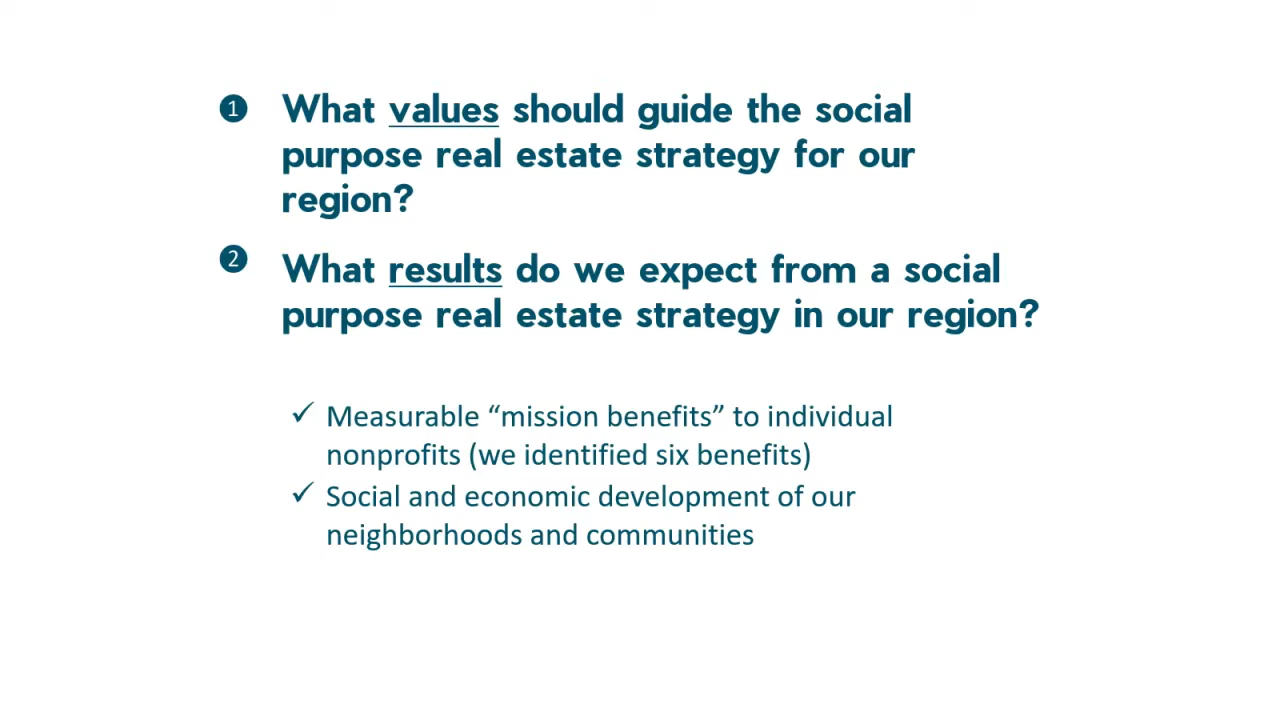 ❶ What values should guide the social
purpose real estate strategy for our
region?
❷ What results do we expect from a social
purpose real estate strategy in our region?
✓ Measurable “mission benefits” to individual
nonprofits (we identified six benefits)
✓ Social and economic development of our
neighborhoods and communities